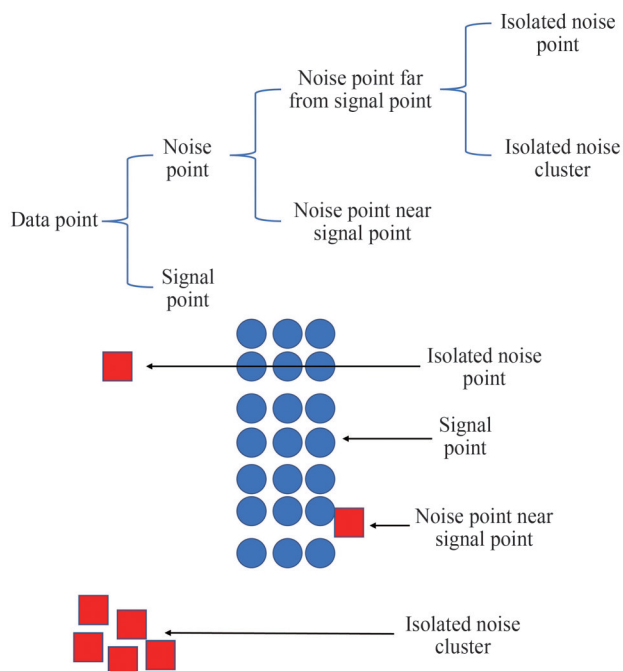 Isolated noise
point
Noise point far
from signal point
Noise
point
Isolated noise
cluster
Data point
Noise point near
signal point
Signal
point
Isolated noise
point
Signal
point
Noise point near
signal point
Isolated noise
cluster